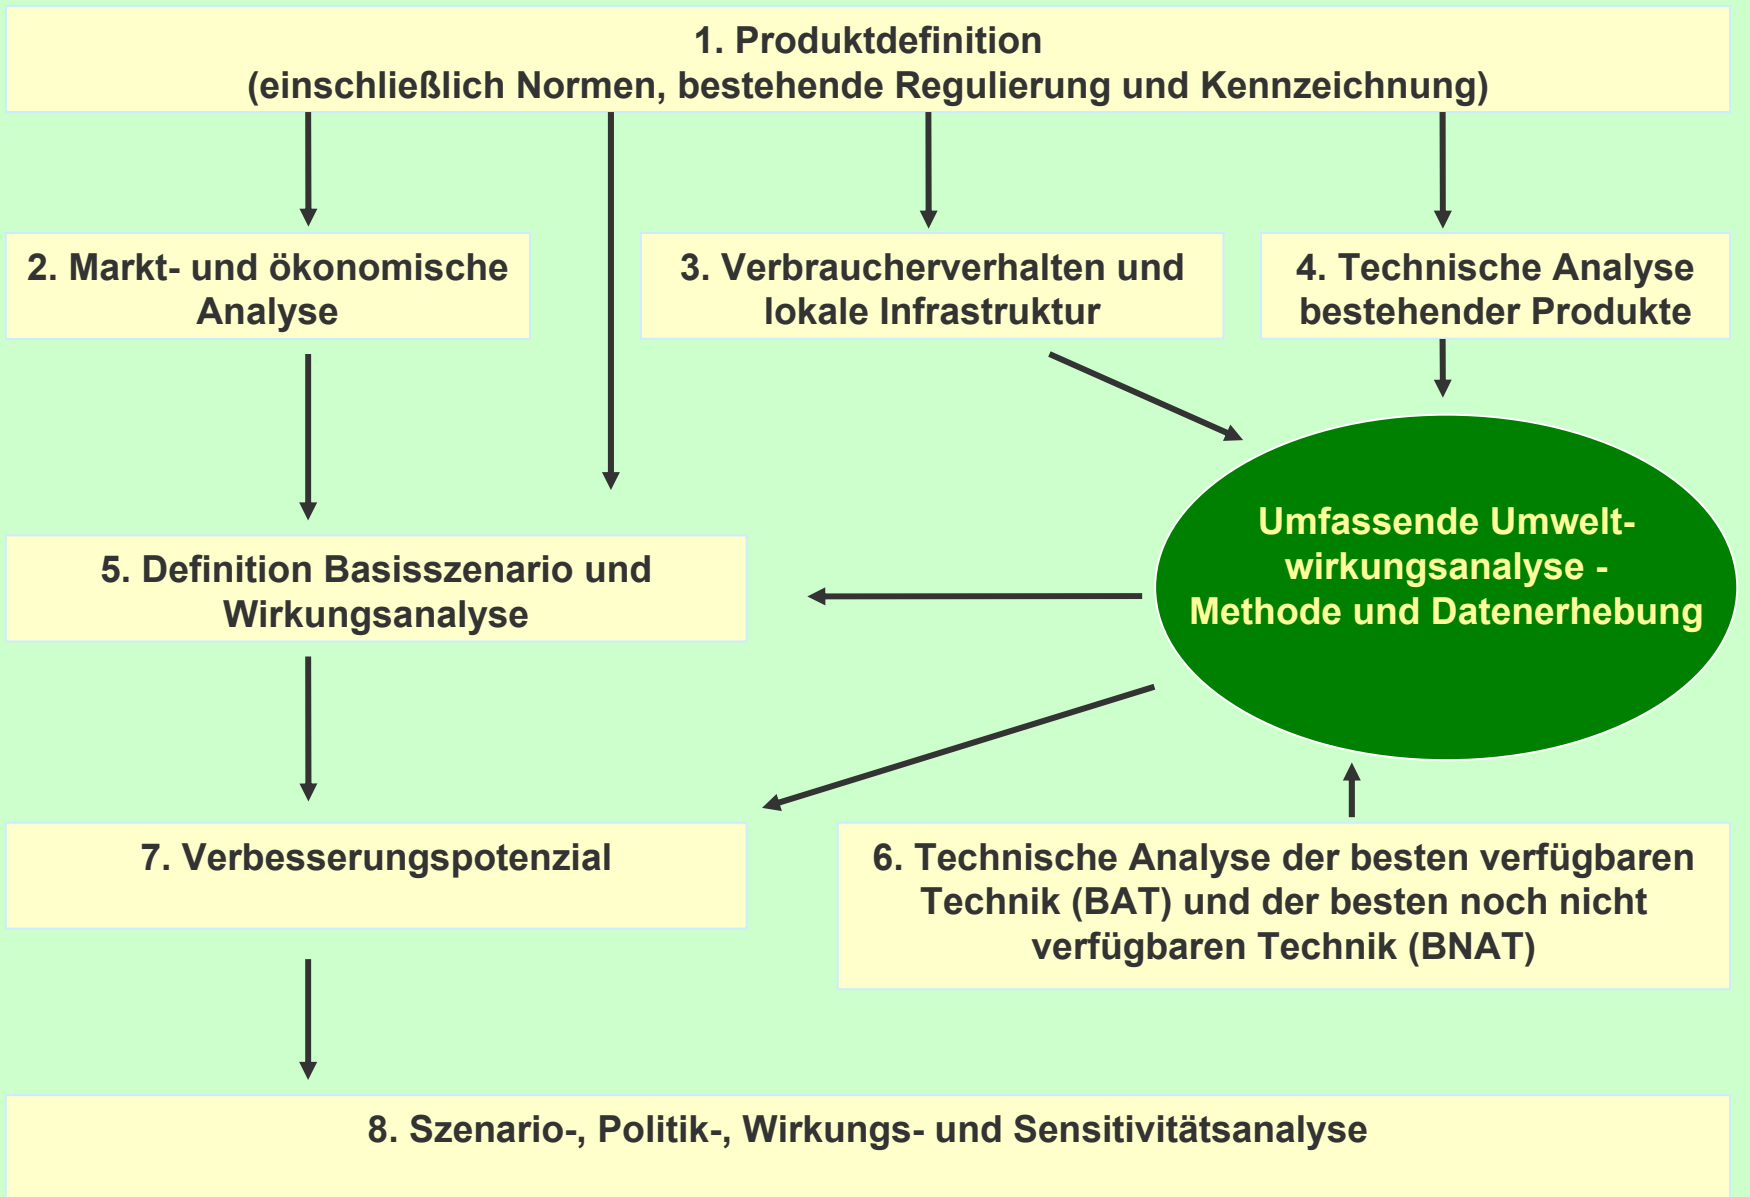 1. Produktdefinition
(einschließlich Normen, bestehende Regulierung und Kennzeichnung)
2. Markt- und ökonomische
Analyse
3. Verbraucherverhalten und
lokale Infrastruktur
4. Technische Analyse
bestehender Produkte
Umfassende Umwelt-
wirkungsanalyse -
Methode und Datenerhebung
5. Definition Basisszenario und
Wirkungsanalyse
7. Verbesserungspotenzial
6. Technische Analyse der besten verfügbaren
Technik (BAT) und der besten noch nicht
verfügbaren Technik (BNAT)
8. Szenario-, Politik-, Wirkungs- und Sensitivitätsanalyse